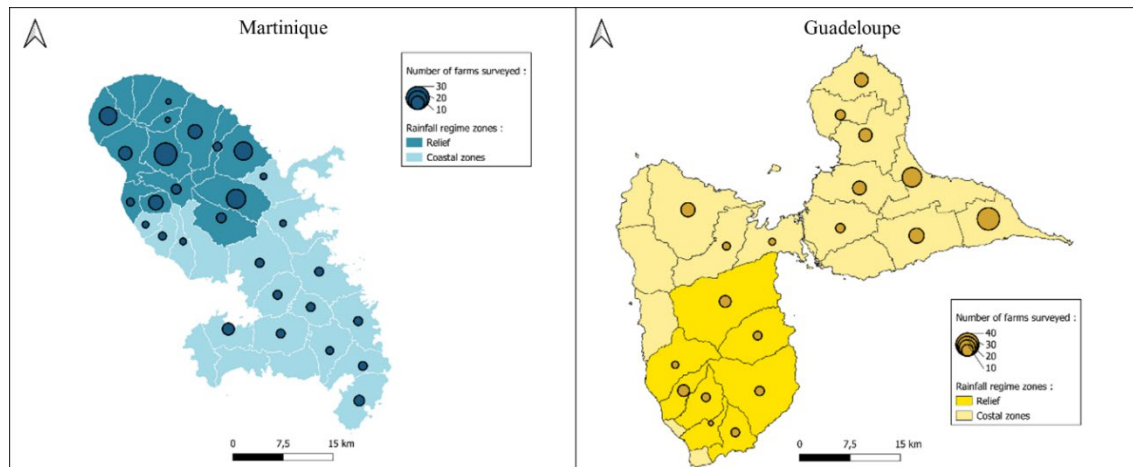 Martinique
Number of farms surveyed :
30
20
10
Rainfall regime zones :
Relief
Coastal zones
0 7,5 15 km
Guadeloupe
Number of farms surveyed :
40
30
20
10
Rainfall regime zones :
Relief
Costal zones
0 7,5 15 km